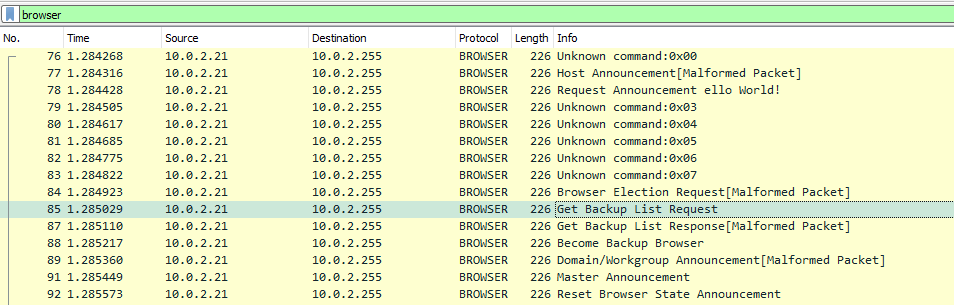 browser
No. Time Source Destination Protocol Length Info
76 1.284268 10.0.2.21 10.0.2.255 BROWSER 226 Unknown command:0x00
77 1.284316 10.0.2.21 10.0.2.255 BROWSER 226 Host Announcement[Malformed Packet]
78 1.284428 10.0.2.21 10.0.2.255 BROWSER 226 Request Announcement ello World!
79 1.284505 10.0.2.21 10.0.2.255 BROWSER 226 Unknown command:0x03
80 1.284617 10.0.2.21 10.0.2.255 BROWSER 226 Unknown command:0x04
81 1.284685 10.0.2.21 10.0.2.255 BROWSER 226 Unknown command:0x05
82 1.284775 10.0.2.21 10.0.2.255 BROWSER 226 Unknown command:0x06
83 1.284822 10.0.2.21 10.0.2.255 BROWSER 226 Unknown command:0x07
84 1.284923 10.0.2.21 10.0.2.255 BROWSER 226 Browser Election Request[Malformed Packet]
85 1.285029 10.0.2.21 10.0.2.255 BROWSER 226 Get Backup List Request
87 1.285110 10.0.2.21 10.0.2.255 BROWSER 226 Get Backup List Response[Malformed Packet]
88 1.285217 10.0.2.21 10.0.2.255 BROWSER 226 Become Backup Browser
89 1.285360 10.0.2.21 10.0.2.255 BROWSER 226 Domain/Workgroup Announcement[Malformed Packet]
91 1.285449 10.0.2.21 10.0.2.255 BROWSER 226 Master Announcement
92 1.285573 10.0.2.21 10.0.2.255 BROWSER 226 Reset Browser State Announcement